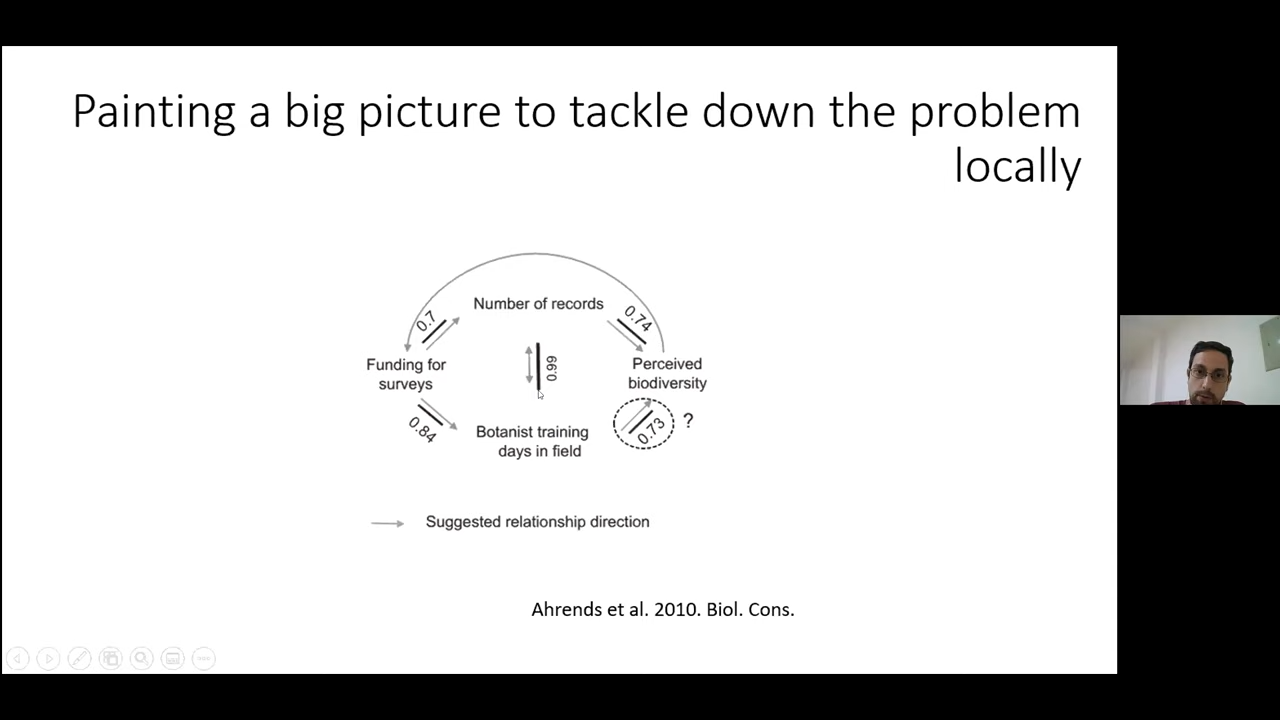 Painting a big picture to tackle down the problem
locally
Number of records
0.7
0.74
Funding for
surveys
0.99
Perceived
biodiversity
0.84
Botanist training
days in field
0.73
?
Suggested relationship direction
Ahrends et al. 2010. Biol. Cons.